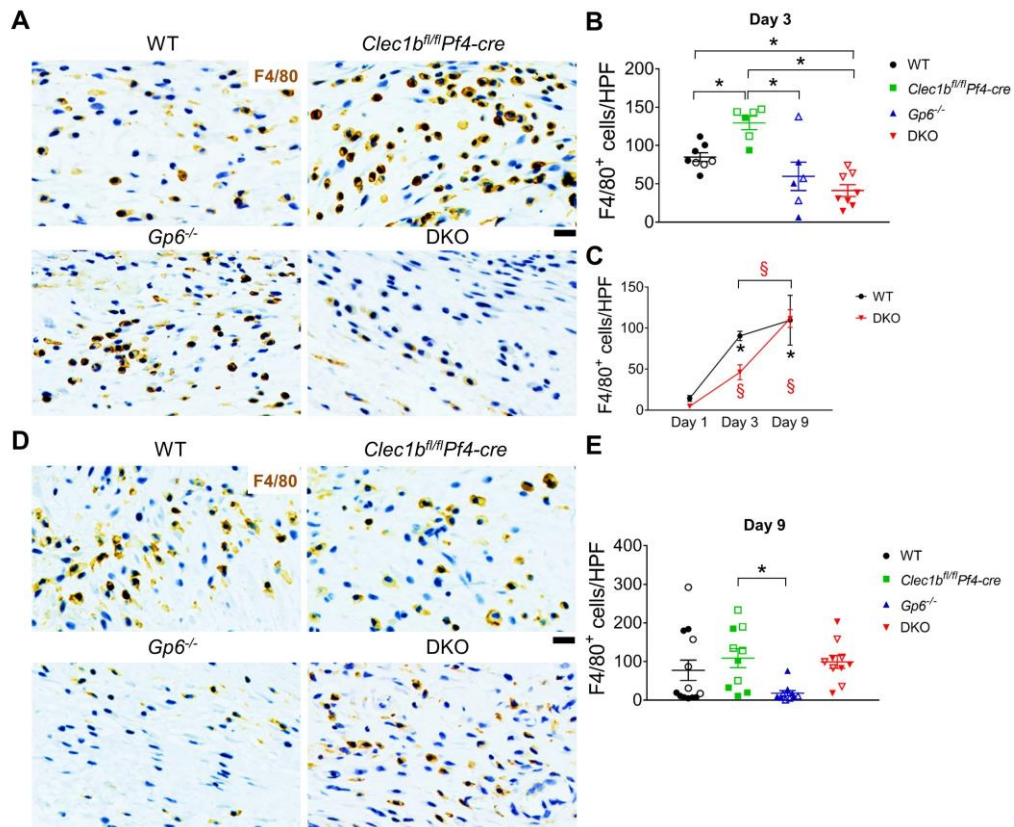 A
WT
Clec1b^fl/fl Pf4-cre
F4/80
Gp6^-/-
DKO
B
Day 3
F4/80^+ cells/HPF
200
150
100
50
0
*
*
*
*
WT
Clec1b^fl/fl Pf4-cre
Gp6^-/-
DKO
C
F4/80^+ cells/HPF
150
100
50
0
§
*
*
§
§
Day 1 Day 3 Day 9
WT
DKO
D
WT
Clec1b^fl/fl Pf4-cre
F4/80
Gp6^-/-
DKO
E
Day 9
F4/80^+ cells/HPF
400
300
200
100
0
*
WT
Clec1b^fl/fl Pf4-cre
Gp6^-/-
DKO